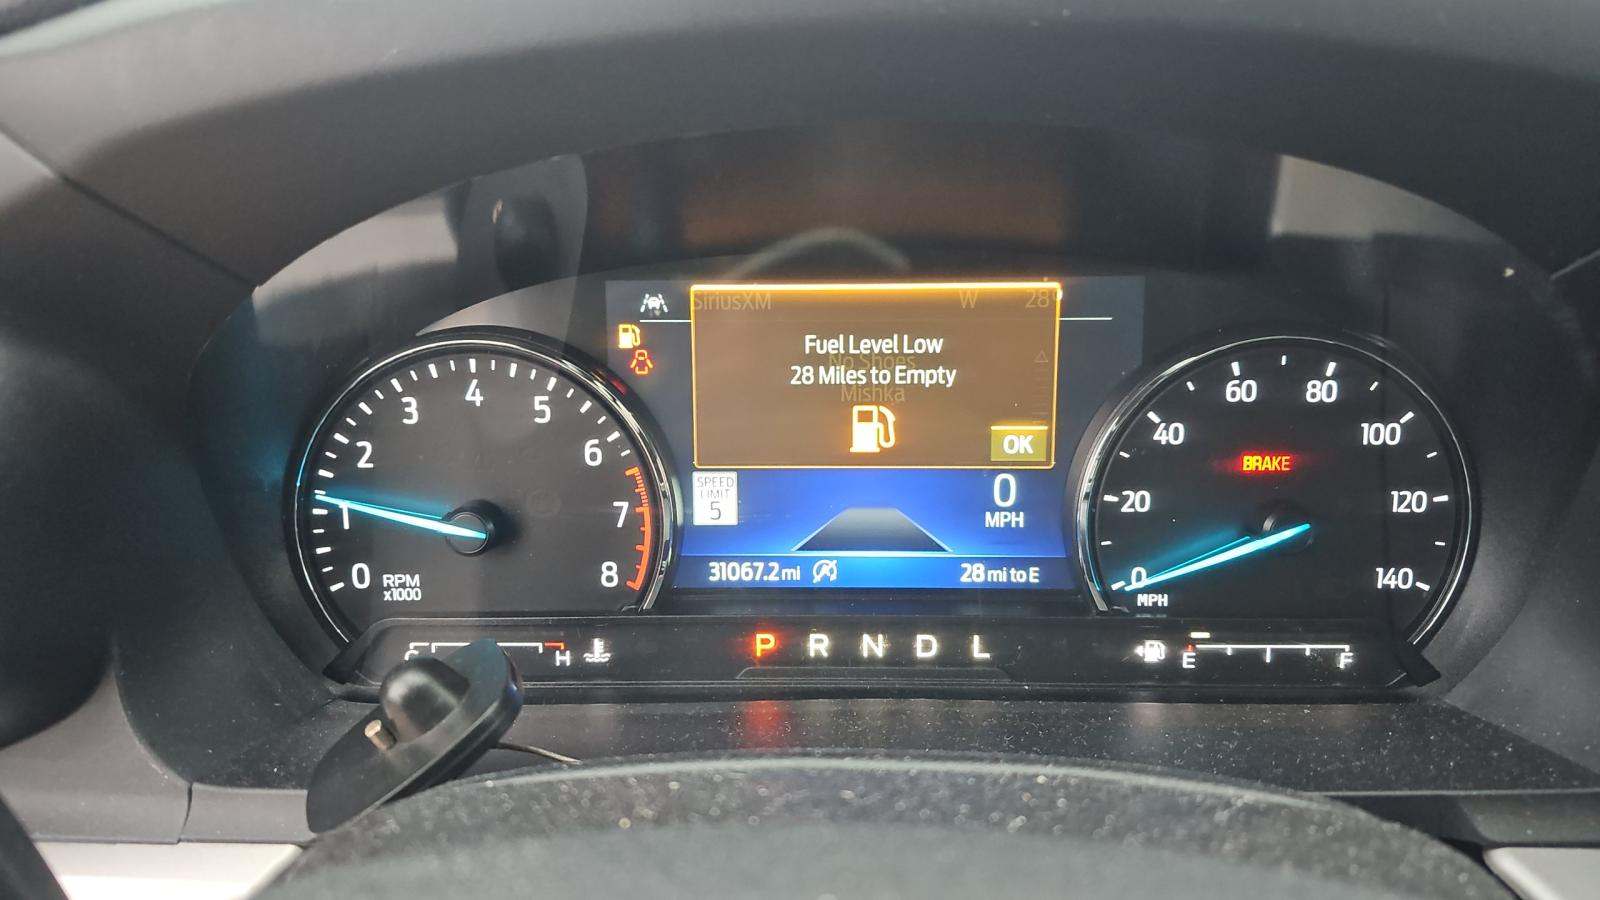 SiriusXM W 28°
Fuel Level Low
No Shoes
28 Miles to Empty
Mishka
OK
SPEED
LIMIT
5
0
MPH
31067.2 mi
28 mi to E
0
1
2
3
4
5
6
7
8
RPM
x1000
0
20
40
60
80
100
120
140
BRAKE
MPH
C H
P R N D L
E F